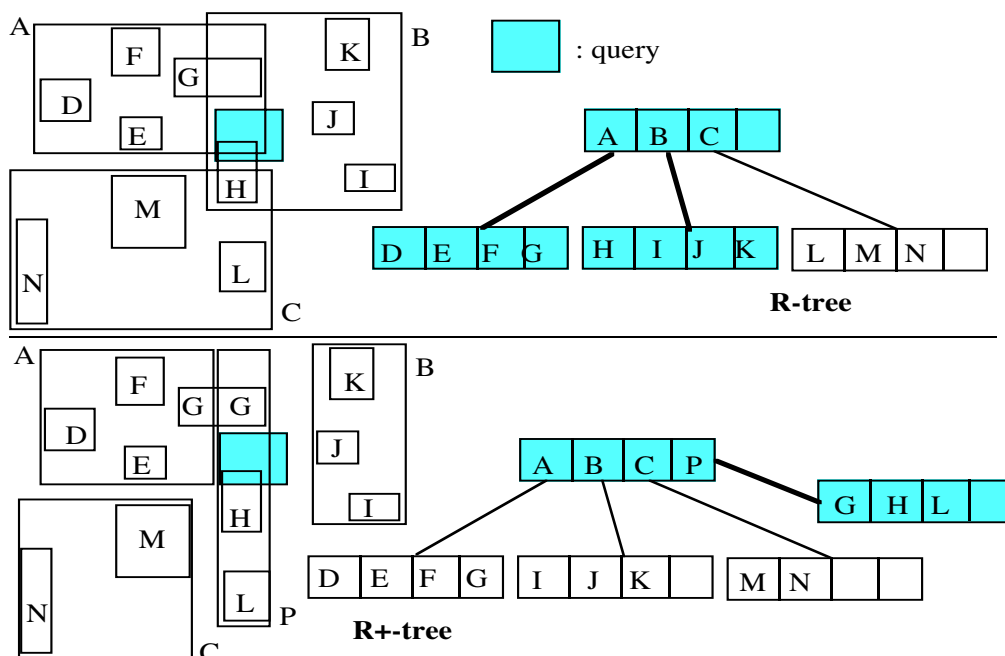 A
F
K
B
: query
G
D
E
J
A B C
H
I
M
D E F G
H I J K
L M N
N
L
C
R-tree
A
F
K
B
G G
D
E
J
A B C P
G H L
H
I
M
D E F G
I J K
M N
N
L
P
R+-tree
C